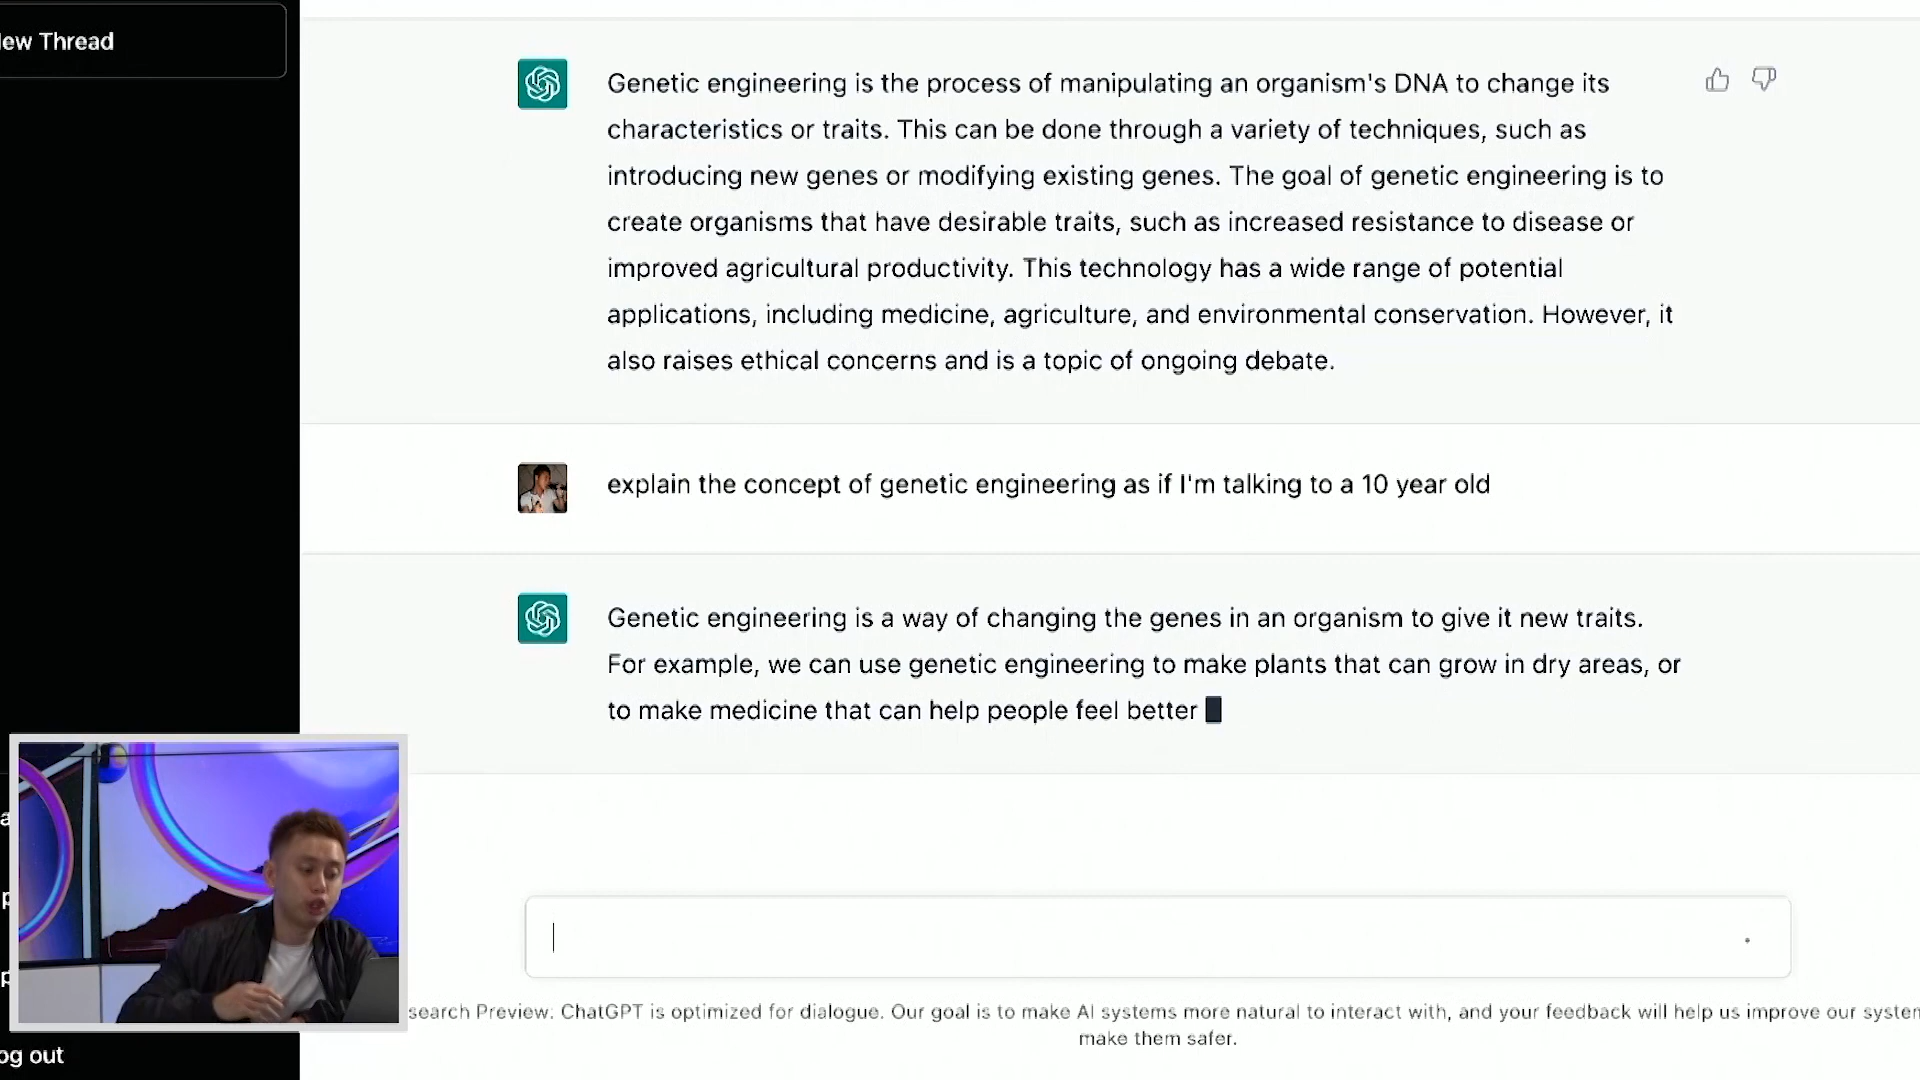 New Thread
Genetic engineering is the process of manipulating an organism's DNA to change its
characteristics or traits. This can be done through a variety of techniques, such as
introducing new genes or modifying existing genes. The goal of genetic engineering is to
create organisms that have desirable traits, such as increased resistance to disease or
improved agricultural productivity. This technology has a wide range of potential
applications, including medicine, agriculture, and environmental conservation. However, it
also raises ethical concerns and is a topic of ongoing debate.
explain the concept of genetic engineering as if I'm talking to a 10 year old
Genetic engineering is a way of changing the genes in an organism to give it new traits.
For example, we can use genetic engineering to make plants that can grow in dry areas, or
to make medicine that can help people feel better
search Preview: ChatGPT is optimized for dialogue. Our goal is to make AI systems more natural to interact with, and your feedback will help us improve our system
make them safer.
og out